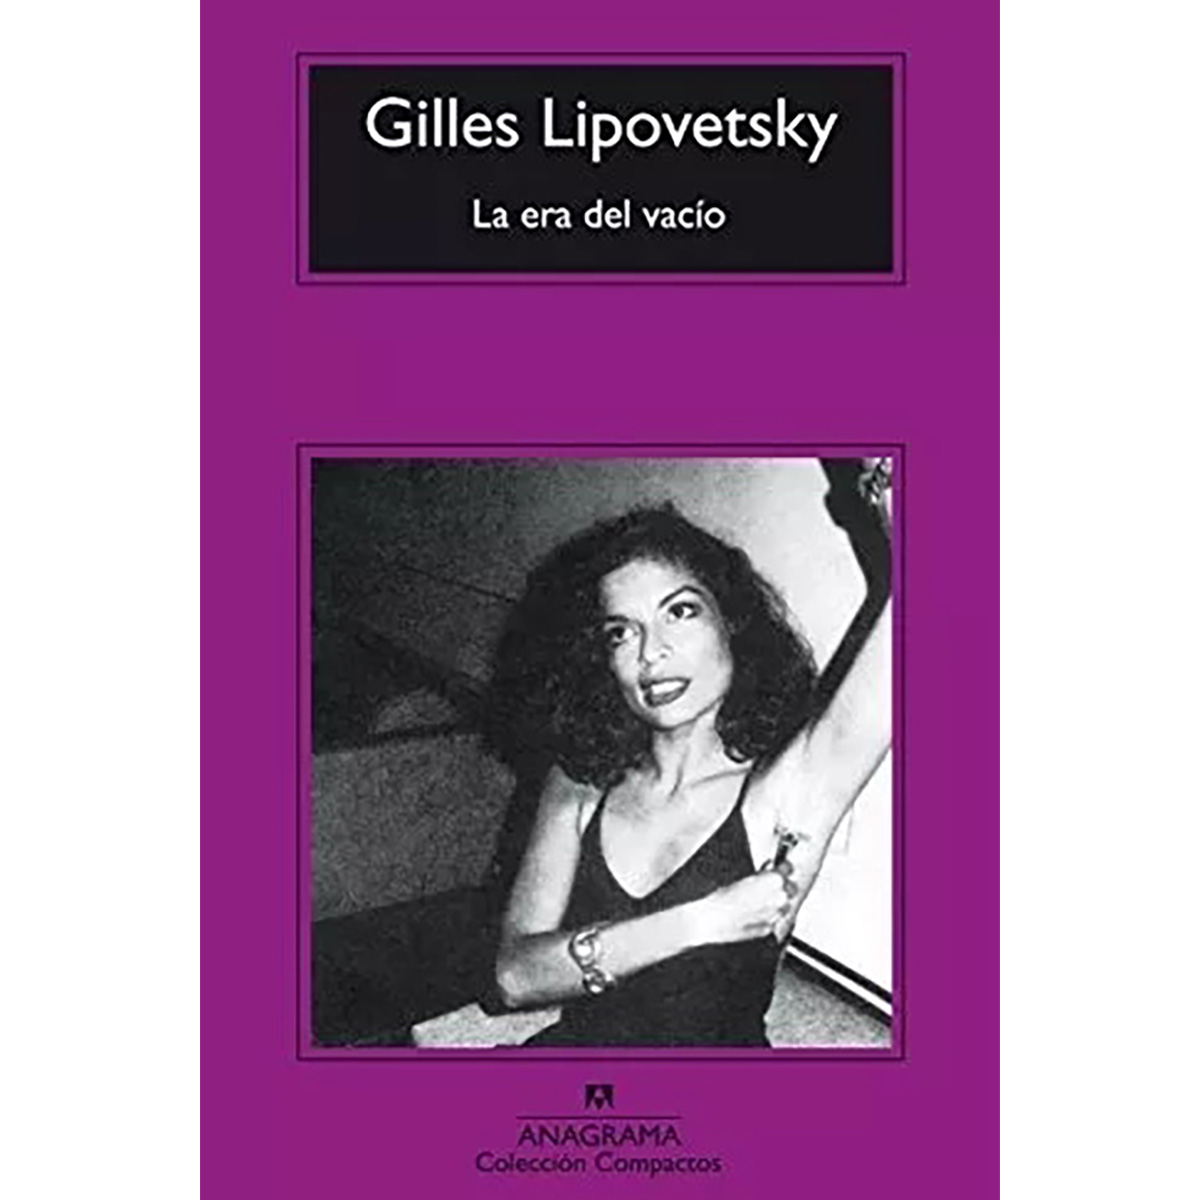 Gilles Lipovetsky
La era del vacío
ANAGRAMA
Colección Compactos